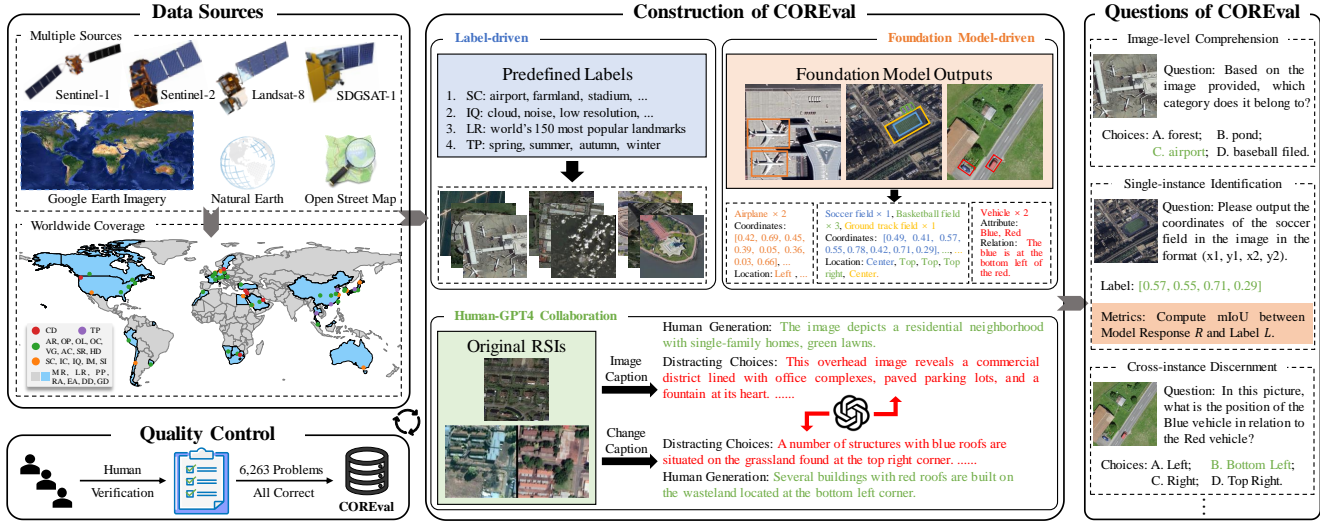 Data Sources
Multiple Sources
Sentinel-1
Sentinel-2
Landsat-8
SDGSAT-1
Google Earth Imagery
Natural Earth
Open Street Map
Worldwide Coverage
CD
TP
AR, OP, OL, OC,
VG, AC, SR, HD
SC, IC, IQ, IM, SI
MR, LR, PP,
RA, EA, DD, GD
Quality Control
Human
Verification
6,263 Problems
All Correct
COREval
Construction of COREval
Label-driven
Predefined Labels
1. SC: airport, farmland, stadium, ...
2. IQ: cloud, noise, low resolution, ...
3. LR: world's 150 most popular landmarks
4. TP: spring, summer, autumn, winter
Foundation Model-driven
Foundation Model Outputs
Airplane × 2
Coordinates:
[0.42, 0.69, 0.45,
0.39, 0.05, 0.36,
0.03, 0.66], ...
Location: Left , ...
Soccer field × 1, Basketball field
× 3, Ground track field × 1
Coordinates: [0.49, 0.41, 0.57,
0.55, 0.78, 0.42, 0.71, 0.29], ..., ...
Location: Center, Top, Top, Top
right, Center.
Vehicle × 2
Attribute:
Blue, Red
Relation: The
blue is at the
bottom left of
the red.
Human-GPT4 Collaboration
Original RSIs
Image
Caption
Change
Caption
Human Generation: The image depicts a residential neighborhood
with single-family homes, green lawns.
Distracting Choices: This overhead image reveals a commercial
district lined with office complexes, paved parking lots, and a
fountain at its heart. ......
Distracting Choices: A number of structures with blue roofs are
situated on the grassland found at the top right corner. ......
Human Generation: Several buildings with red roofs are built on
the wasteland located at the bottom left corner.
Questions of COREval
Image-level Comprehension
Question: Based on the
image provided, which
category does it belong to?
Choices: A. forest; B. pond;
C. airport; D. baseball filed.
Single-instance Identification
Question: Please output the
coordinates of the soccer
field in the image in the
format (x1, y1, x2, y2).
Label: [0.57, 0.55, 0.71, 0.29]
Metrics: Compute mIoU between
Model Response R and Label L.
Cross-instance Discernment
Question: In this picture,
what is the position of the
Blue vehicle in relation to
the Red vehicle?
Choices: A. Left; B. Bottom Left;
C. Right; D. Top Right.
⋮